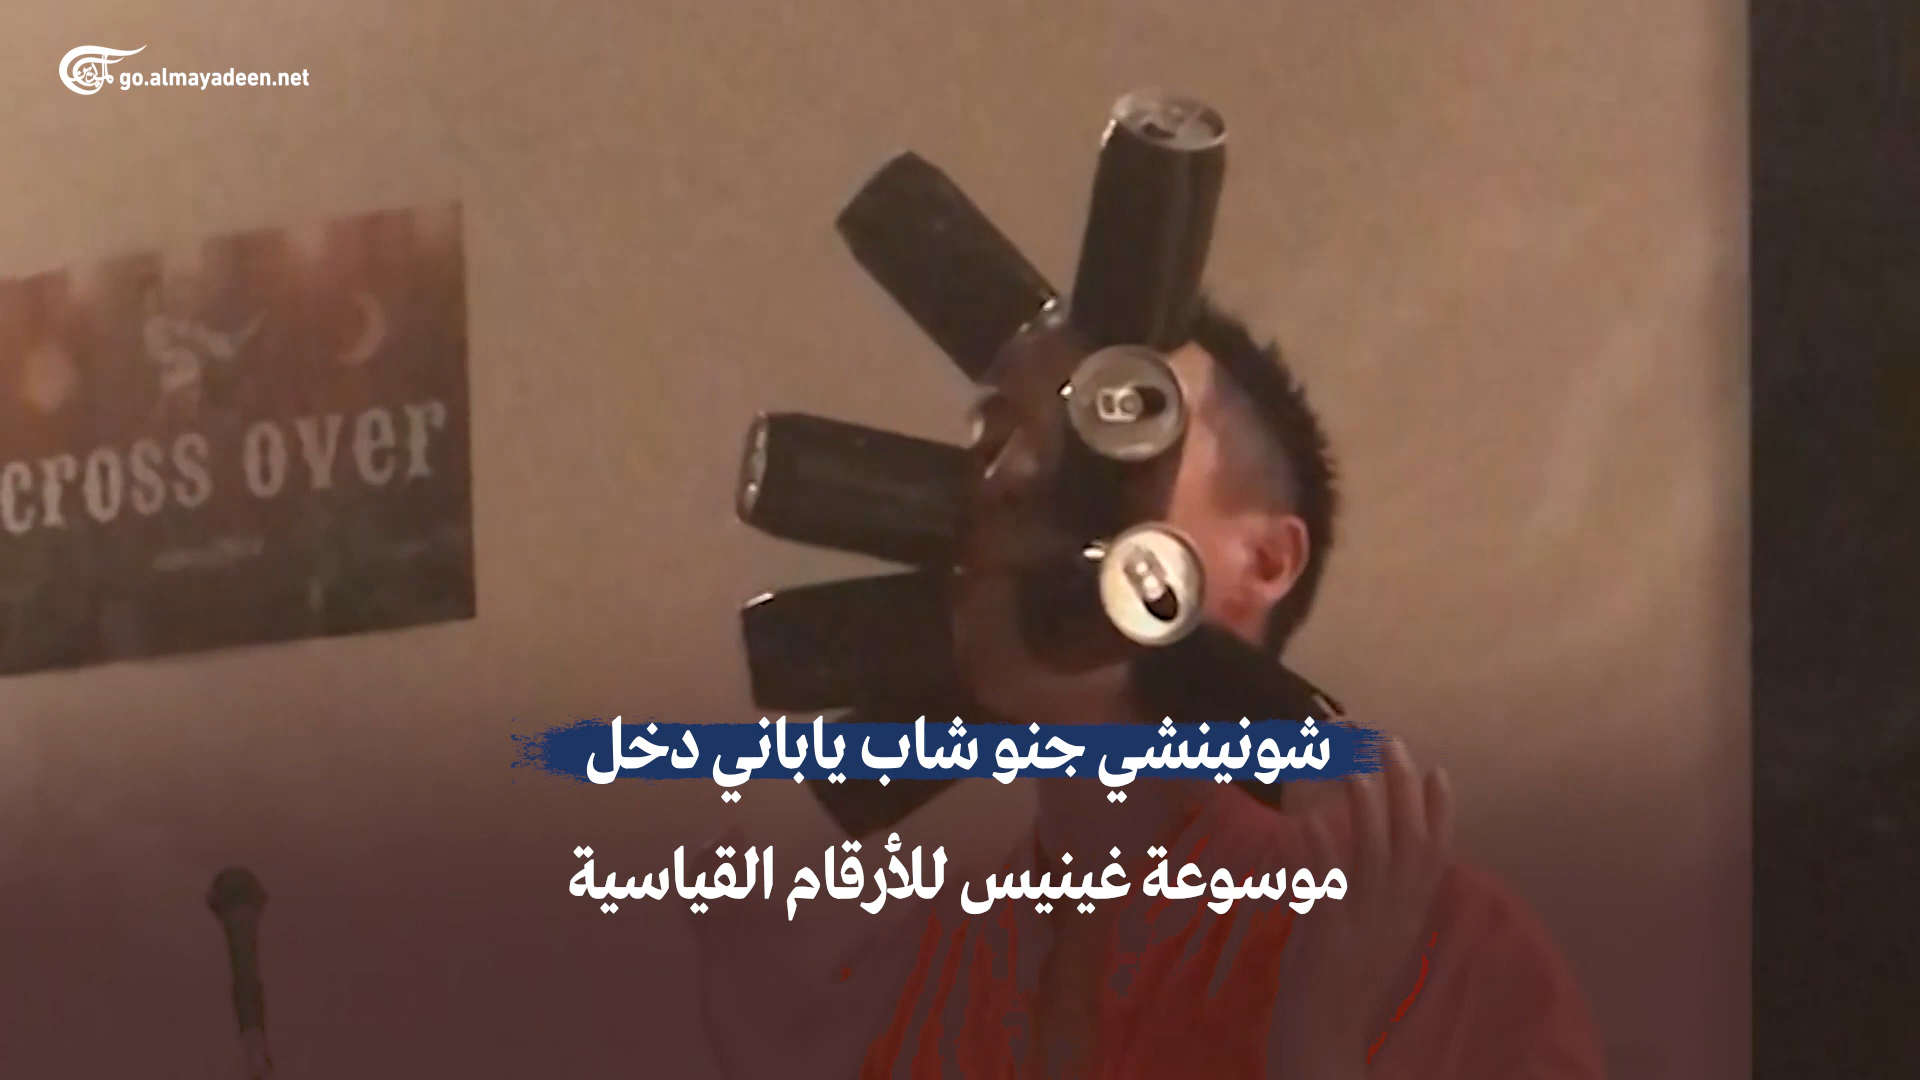 go.almayadeen.net
cross over
شونينشي جنو شاب ياباني دخل
موسوعة غينيس للأرقام القياسية